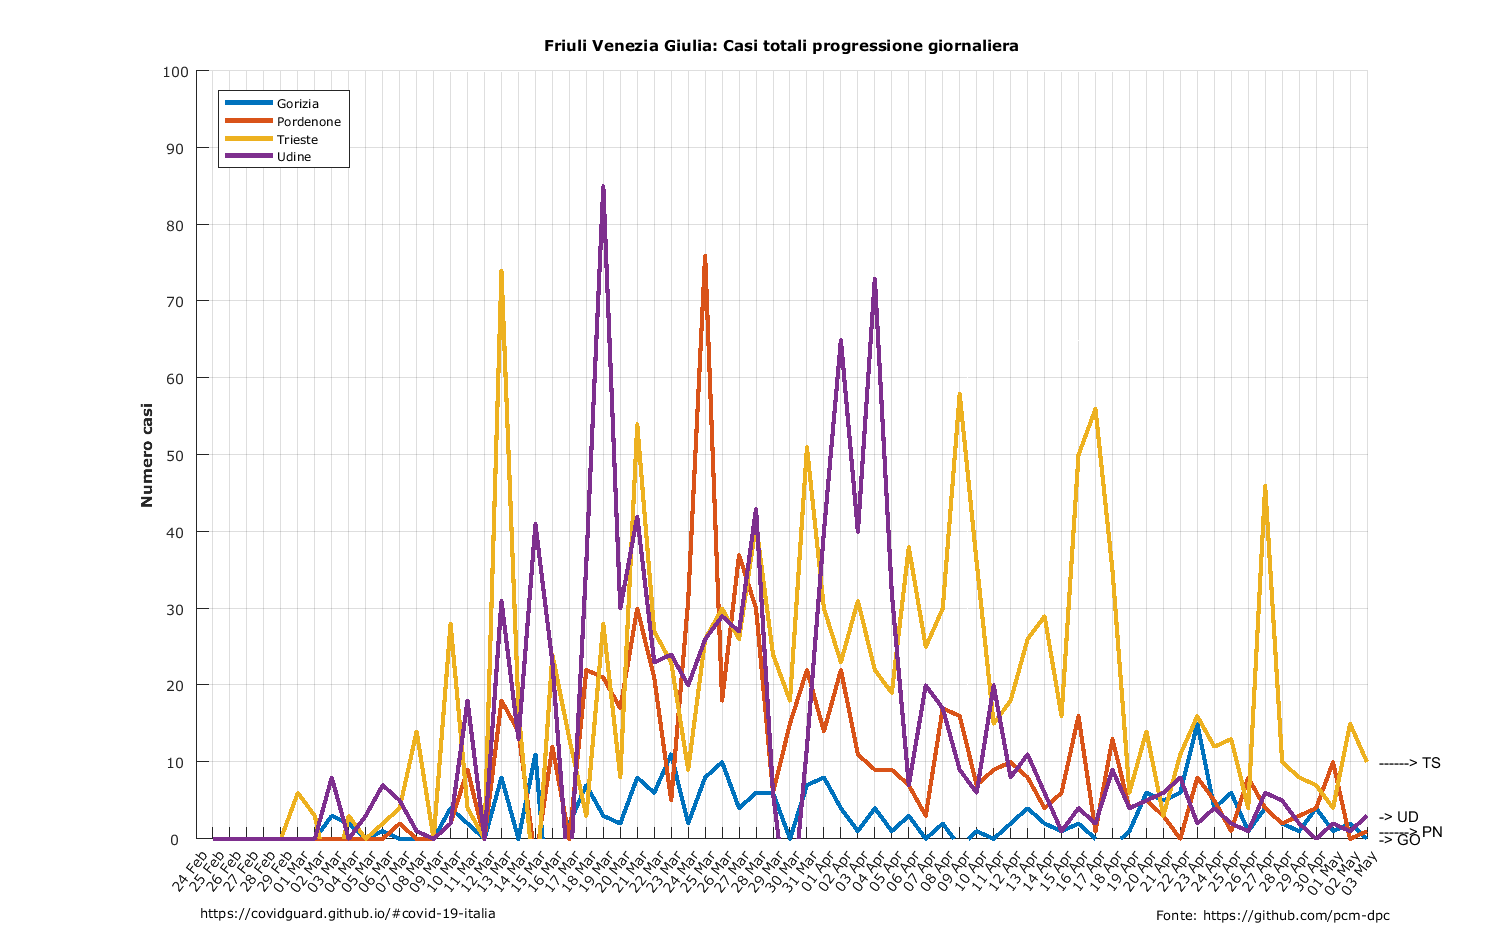 Friuli Venezia Giulia: Casi totali progressione giornaliera
100
90
80
70
60
50
40
30
20
10
0
Numero casi
Gorizia
Pordenone
Trieste
Udine
------> TS
-> UD
------> PN
-> GO
24 Feb
25 Feb
26 Feb
27 Feb
28 Feb
29 Feb
01 Mar
02 Mar
03 Mar
04 Mar
05 Mar
06 Mar
07 Mar
08 Mar
09 Mar
10 Mar
11 Mar
12 Mar
13 Mar
14 Mar
15 Mar
16 Mar
17 Mar
18 Mar
19 Mar
20 Mar
21 Mar
22 Mar
23 Mar
24 Mar
25 Mar
26 Mar
27 Mar
28 Mar
29 Mar
30 Mar
31 Mar
01 Apr
02 Apr
03 Apr
04 Apr
05 Apr
06 Apr
07 Apr
08 Apr
09 Apr
10 Apr
11 Apr
12 Apr
13 Apr
14 Apr
15 Apr
16 Apr
17 Apr
18 Apr
19 Apr
20 Apr
21 Apr
22 Apr
23 Apr
24 Apr
25 Apr
26 Apr
27 Apr
28 Apr
29 Apr
30 Apr
01 May
02 May
03 May
https://covidguard.github.io/#covid-19-italia
Fonte: https://github.com/pcm-dpc